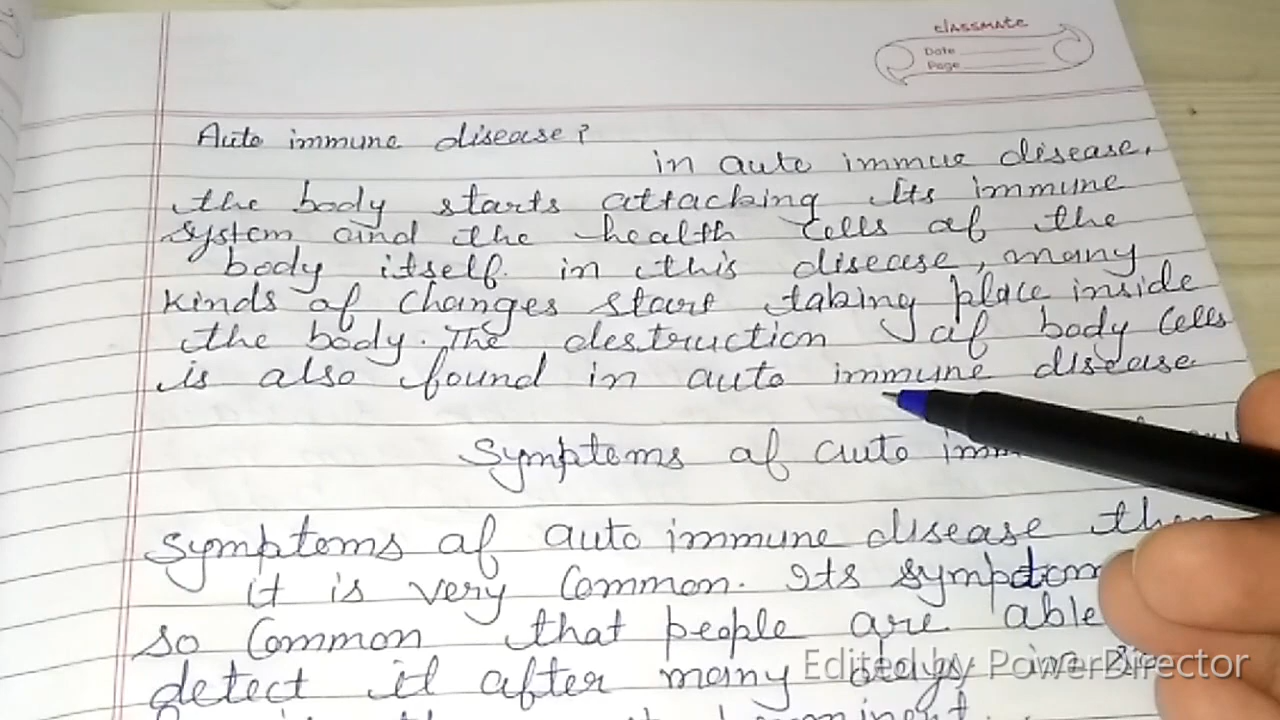 classmate
Date
Page
Auto immune disease?
in auto immue disease,
the body starts attacking its immune
system and the health cells of the
body itself. in this disease, many
kinds of changes start taking place inside
the body. The destruction of body cells
is also found in auto immune disease
Symptoms of auto
Symptoms of auto immune disease
it is very common. Its
so common that people are able
detect it after many days in
Edited by PowerDirector